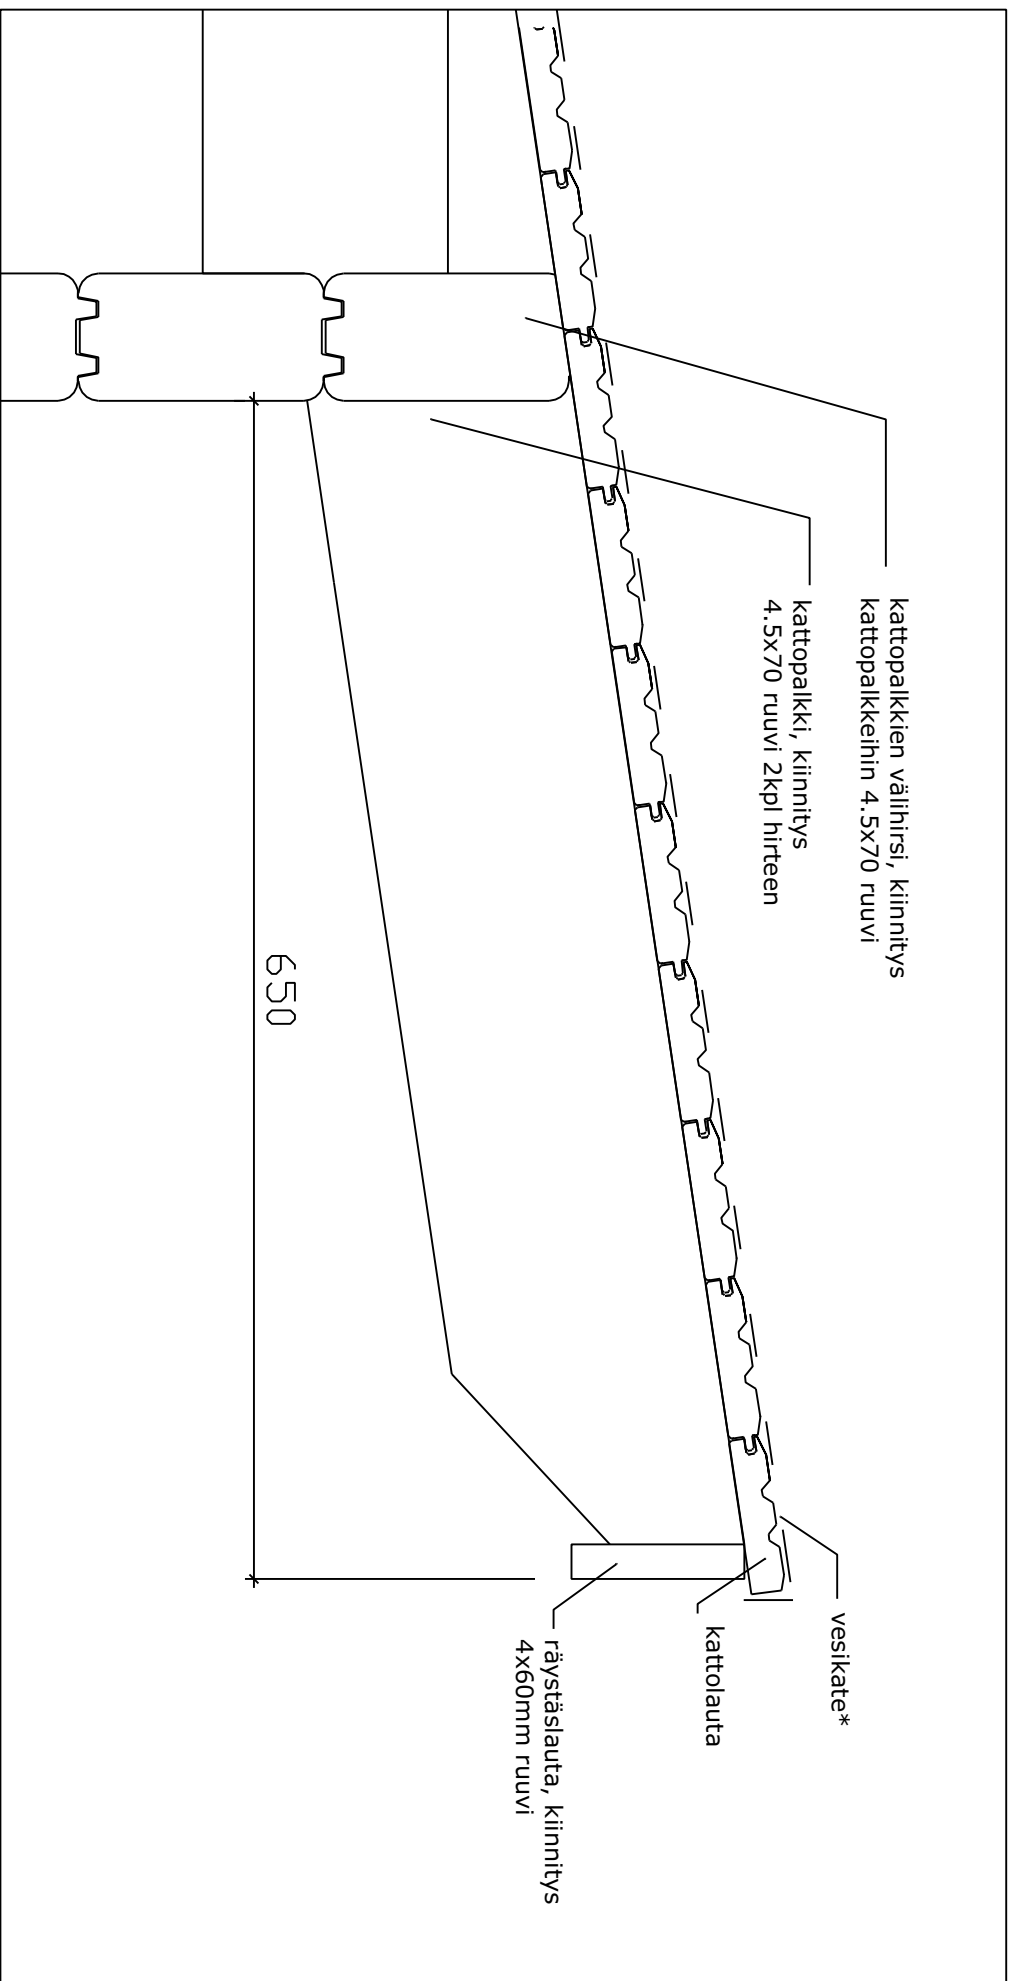 kattopalkkien välihirsi, kiinnitys
kattopalkkeihin 4.5x70 ruuvi
kattopalkki, kiinnitys
4.5x70 ruuvi 2kpl hirteen
vesikate*
kattolauta
räystäslauta, kiinnitys
4x60mm ruuvi
650